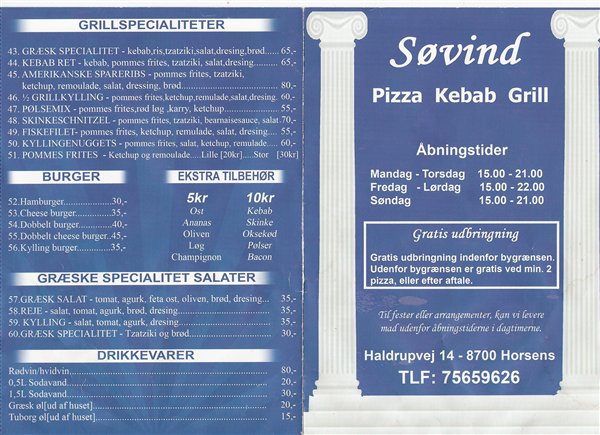 GRILLSPECIALITETER
43. GRÆSK SPECIALITET - kebab,ris,tzatziki,salat,dresing,brød...... 65,-
44. KEBAB RET - kebab, pommes frites, tzatziki, salat,dresing.... 55,-
45. AMERIKANSKE SPARERIBS - pommes frites, tzatziki,
ketchup, remoulade, salat, dressing, brød............................ 80,-
46. ½ GRILLKYLLING - pommes frites,ketchup,remulade,salat,dresing. 60,-
47. PØLSEMIX - pommes frites,rød løg ,karry, ketchup............... 55,-
48. SKINKESCHNITZEL - pommes frites, tzatziki, bearnaisesauce, salat.70,-
49. FISKEFILET- pommes frites, remulade, salat, dresing.... 55,-
50. KYLLINGENUGGETS - pommes frites, salat, ketchup, remulade.... 60,-
51. POMMES FRITES - Ketchup og remoulade.....Lille [20kr].....Stor [30kr]
BURGER
52.Hamburger..............30,-
53.Cheese burger..........35,-
54.Dobbelt burger.........40,-
55.Dobbelt cheese burger..45,-
56.Kylling burger.........35,-
EKSTRA TILBEHØR
5kr 10kr
Ost Kebab
Ananas Skinke
Oliven Oksekød
Løg Pølser
Champignon Bacon
GRÆSKE SPECIALITET SALATER
57.GRÆSK SALAT - tomat, agurk, feta ost, oliven, brød, dresing... 35,-
58.REJE - salat, tomat, agurk, brød, dresing............ 35,-
59. KYLLING - salat, tomat, agurk, dresing............ 35,-
60.GRÆSK SPECIALITET - Tzatziki og brød............ 30,-
DRIKKEVARER
Rødvin/hvidvin,............ 80,-
0,5L Sodavand............ 20,-
1,5L Sodavand............ 30,-
Græsk øl[ud af huset]............ 20,-
Tuborg øl[ud af huset]............ 15,-
Søvind
Pizza Kebab Grill
Åbningstider
Mandag - Torsdag 15.00 - 21.00
Fredag - Lørdag 15.00 - 22.00
Søndag 15.00 - 21.00
Gratis udbringning
Gratis udbringning indenfor bygrænsen.
Udenfor bygrænsen er gratis ved min. 2
pizza, eller efter aftale.
Til fester eller arrangementer, kan vi levere
mad udenfor åbningstiderne i dagtimerne.
Haldrupvej 14 - 8700 Horsens
TLF: 75659626